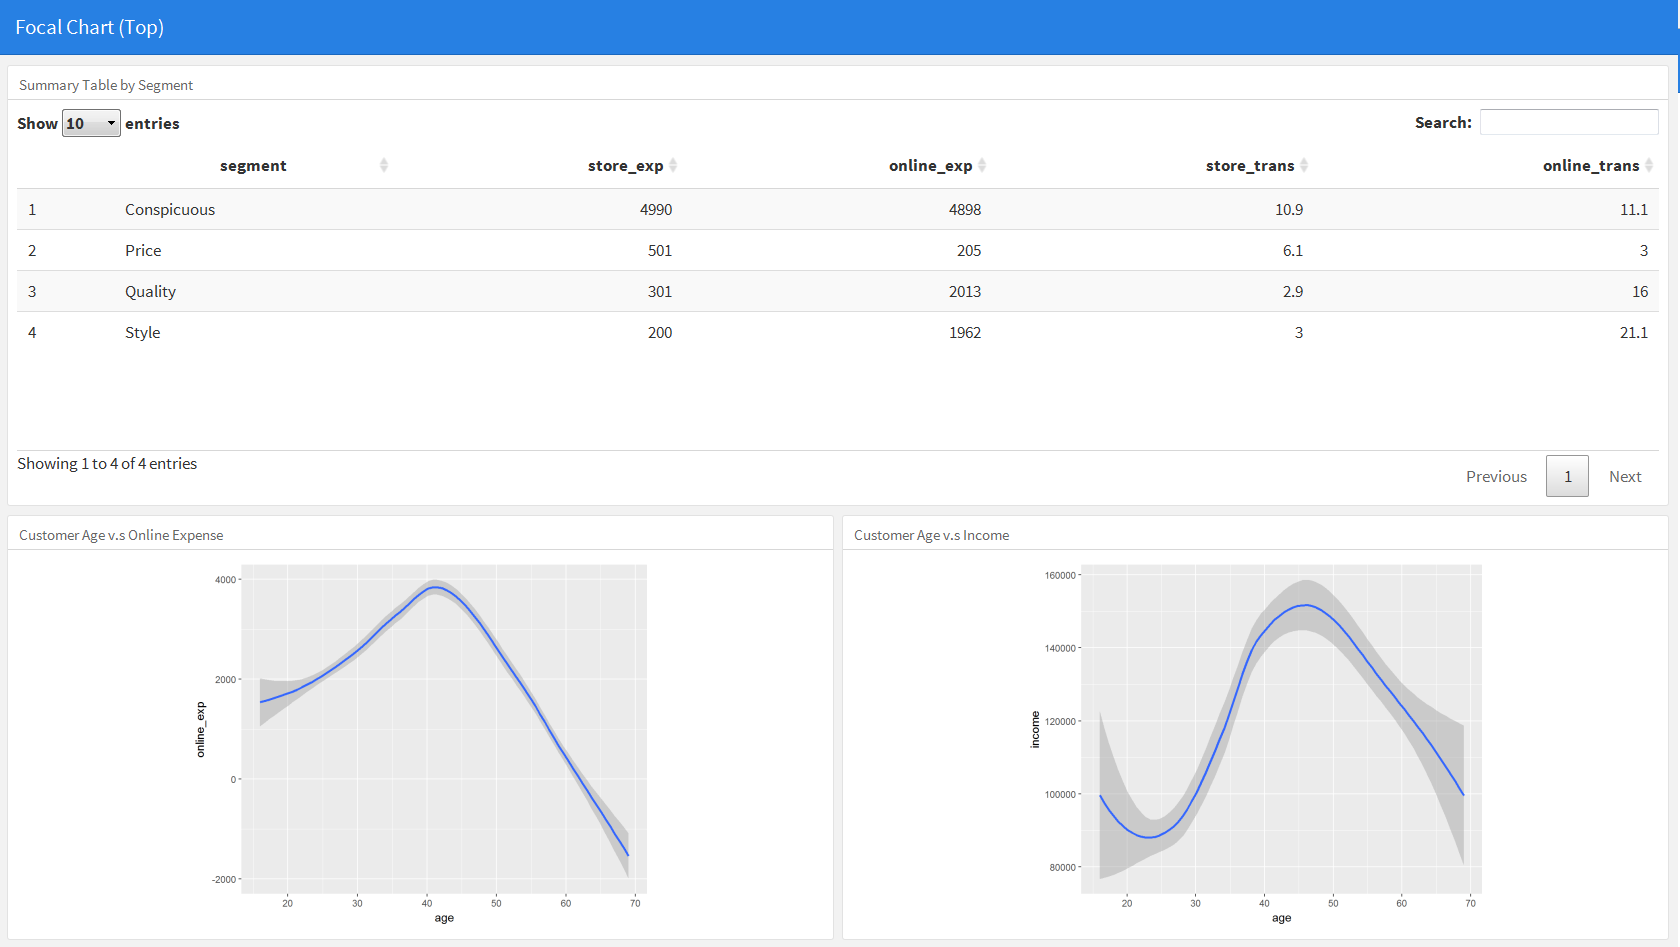 Focal Chart (Top)
Summary Table by Segment
Show 10 entries
Search:
segment store_exp online_exp store_trans online_trans
1 Conspicuous 4990 4898 10.9 11.1
2 Price 501 205 6.1 3
3 Quality 301 2013 2.9 16
4 Style 200 1962 3 21.1
Showing 1 to 4 of 4 entries
Previous 1 Next
Customer Age v.s Online Expense
4000
2000
0
-2000
online_exp
20 30 40 50 60 70
age
Customer Age v.s Income
160000
140000
120000
100000
80000
income
20 30 40 50 60 70
age